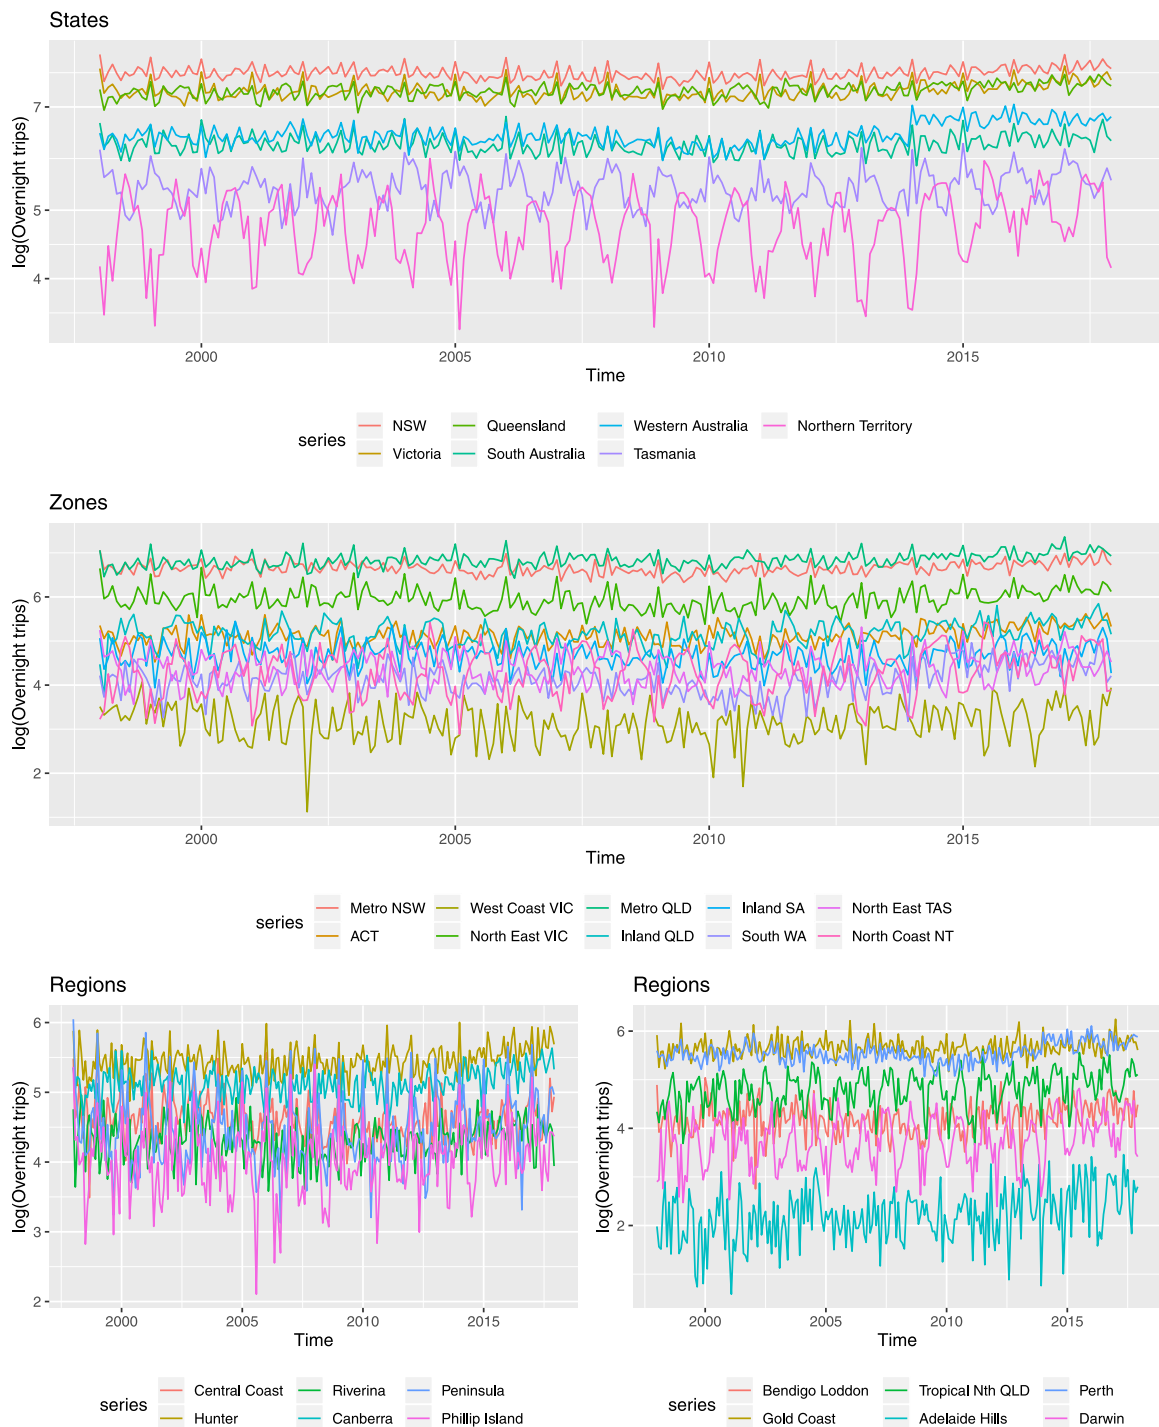 States
log(Overnight trips)
7
5
4
2000
2005
2010
2015
Time
series
NSW
Queensland
Western Australia
Northern Territory
Victoria
South Australia
Tasmania
Zones
log(Overnight trips)
6
4
2
2000
2005
2010
2015
Time
series
Metro NSW
West Coast VIC
Metro QLD
Inland SA
North East TAS
ACT
North East VIC
Inland QLD
South WA
North Coast NT
Regions
log(Overnight trips)
6
5
4
3
2
2000
2005
2010
2015
Time
series
Central Coast
Riverina
Peninsula
Hunter
Canberra
Phillip Island
Regions
log(Overnight trips)
6
4
2
2000
2005
2010
2015
Time
series
Bendigo Loddon
Tropical Nth QLD
Perth
Gold Coast
Adelaide Hills
Darwin